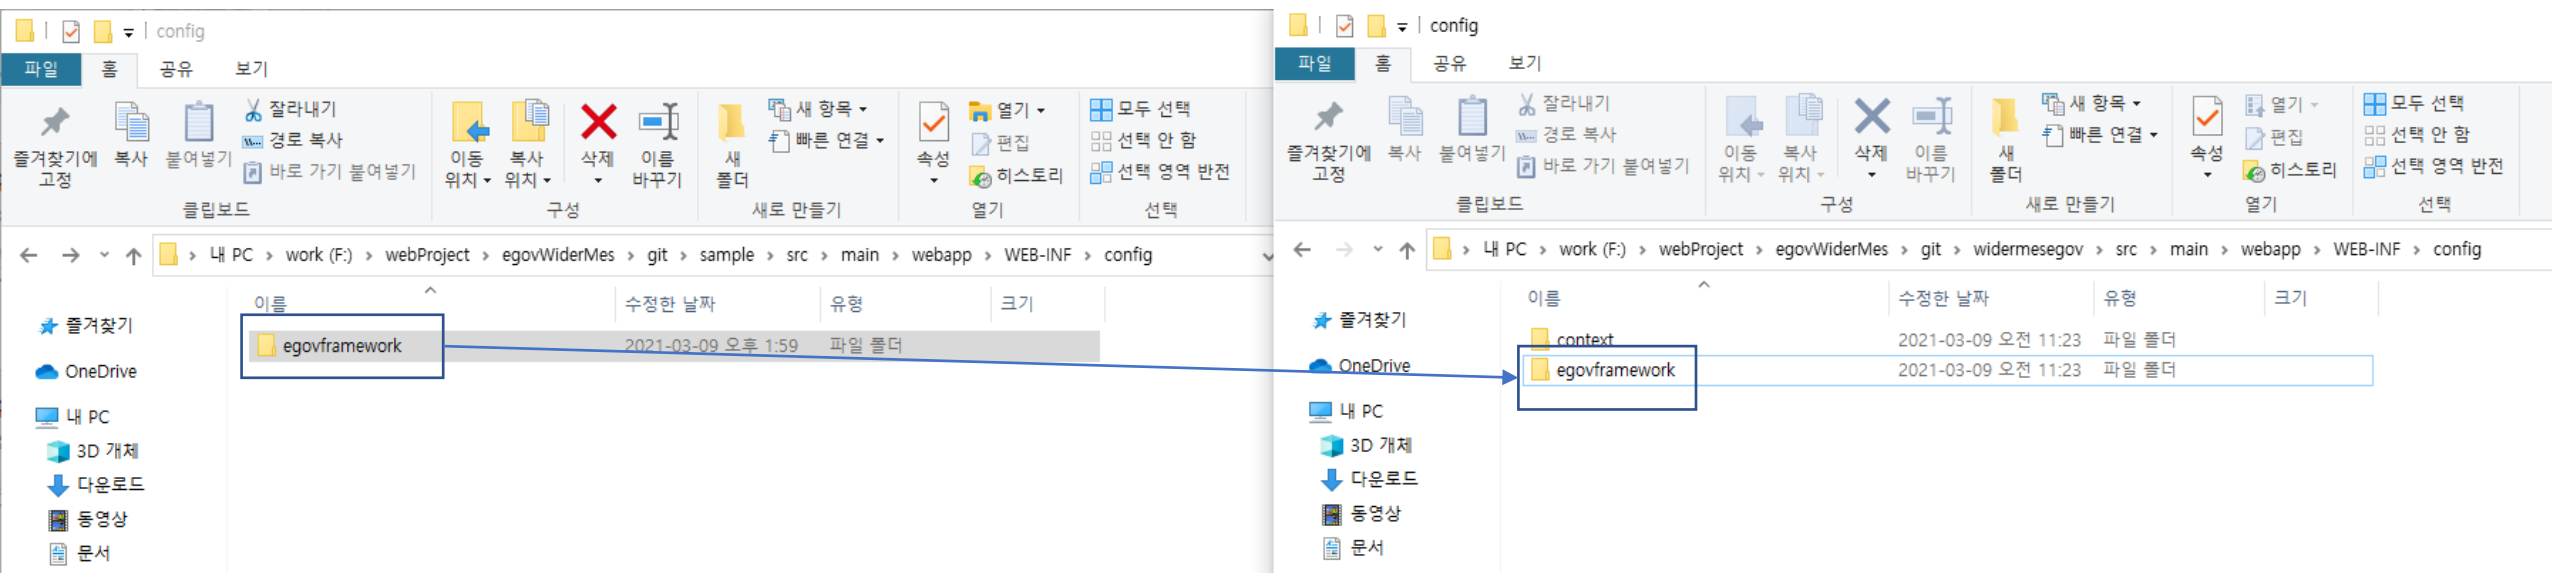 config
파일 홈 공유 보기
즐겨찾기에 고정
복사
붙여넣기
잘라내기
경로 복사
바로 가기 붙여넣기
클립보드
이동 위치
복사 위치
삭제
이름 바꾸기
구성
새 폴더
새 항목
빠른 연결
새로 만들기
속성
열기
편집
히스토리
열기
모두 선택
선택 안 함
선택 영역 반전
선택
내 PC > work (F:) > webProject > egovWiderMes > git > sample > src > main > webapp > WEB-INF > config
이름 수정한 날짜 유형 크기
egovframework 2021-03-09 오후 1:59 파일 폴더
즐겨찾기
OneDrive
내 PC
3D 개체
다운로드
동영상
문서
config
파일 홈 공유 보기
즐겨찾기에 고정
복사
붙여넣기
잘라내기
경로 복사
바로 가기 붙여넣기
클립보드
이동 위치
복사 위치
삭제
이름 바꾸기
구성
새 폴더
새 항목
빠른 연결
새로 만들기
속성
열기
편집
히스토리
열기
모두 선택
선택 안 함
선택 영역 반전
선택
내 PC > work (F:) > webProject > egovWiderMes > git > widermesegov > src > main > webapp > WEB-INF > config
이름 수정한 날짜 유형 크기
context 2021-03-09 오전 11:23 파일 폴더
egovframework 2021-03-09 오전 11:23 파일 폴더
즐겨찾기
OneDrive
내 PC
3D 개체
다운로드
동영상
문서